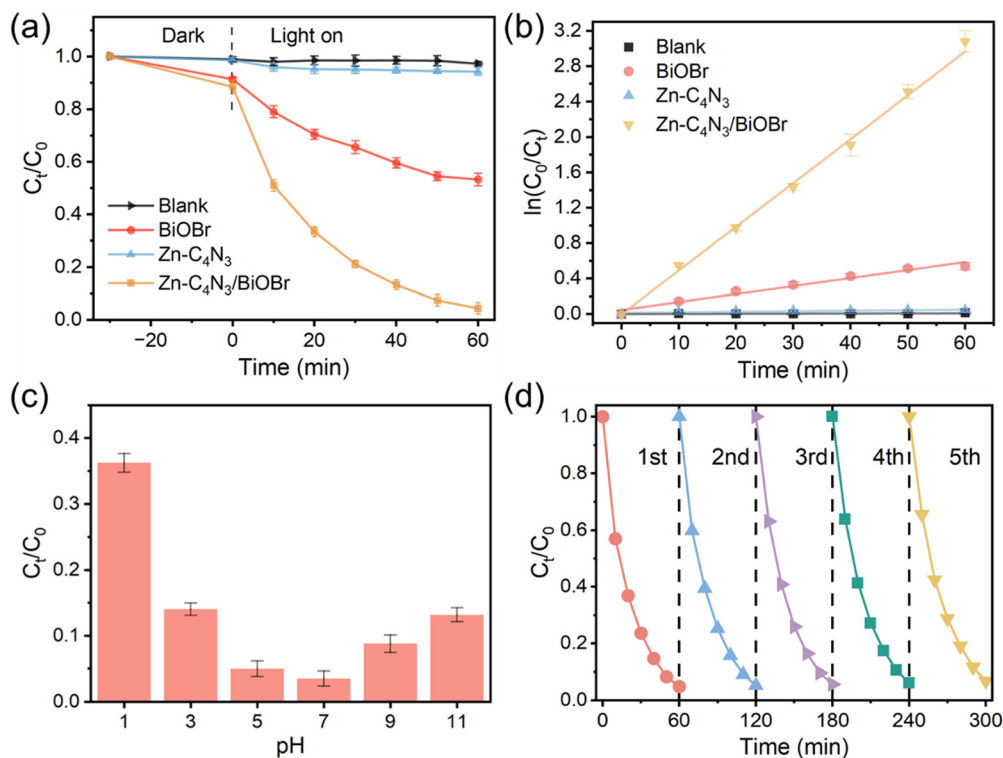 (a)
Dark
Light on
1.0
0.8
0.6
0.4
0.2
0.0
Cₜ/C₀
Blank
BiOBr
Zn-C₄N₃
Zn-C₄N₃/BiOBr
−20 0 20 40 60
Time (min)
(b)
3.2
2.8
2.4
2.0
1.6
1.2
0.8
0.4
0.0
ln(C₀/Cₜ)
Blank
BiOBr
Zn-C₄N₃
Zn-C₄N₃/BiOBr
0 10 20 30 40 50 60
Time (min)
(c)
0.4
0.3
0.2
0.1
0.0
Cₜ/C₀
1 3 5 7 9 11
pH
(d)
1.0
0.8
0.6
0.4
0.2
0.0
Cₜ/C₀
1st 2nd 3rd 4th 5th
0 60 120 180 240 300
Time (min)